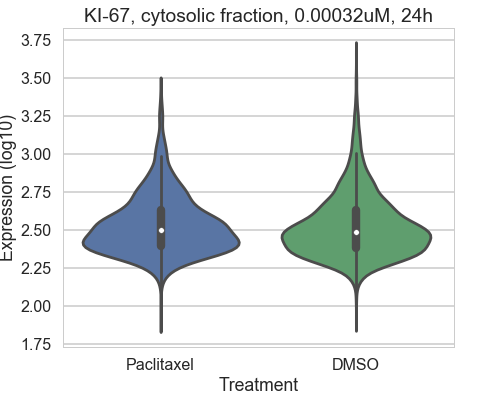 KI-67, cytosolic fraction, 0.00032uM, 24h
3.75
3.50
3.25
3.00
2.75
2.50
2.25
2.00
1.75
Expression (log10)
Paclitaxel DMSO
Treatment